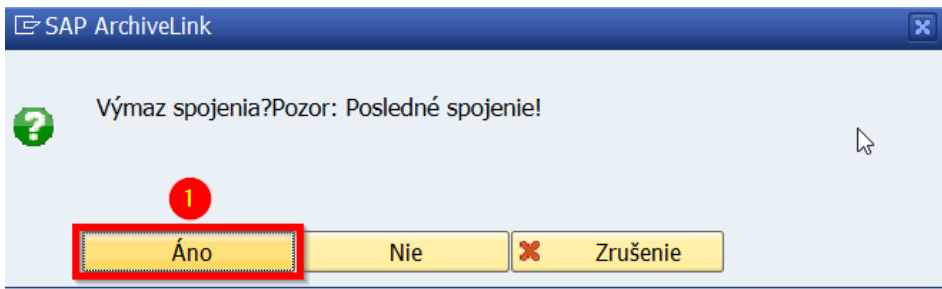 SAP ArchiveLink
Výmaz spojenia?Pozor: Posledné spojenie!
1
Áno
Nie
Zrušenie